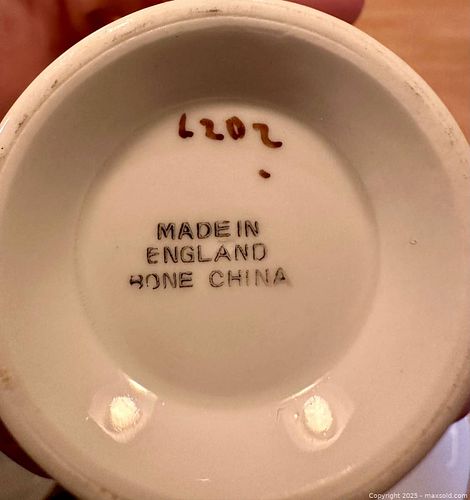 6202
MADE IN
ENGLAND
BONE CHINA
Copyright 2025 - maxsold.com